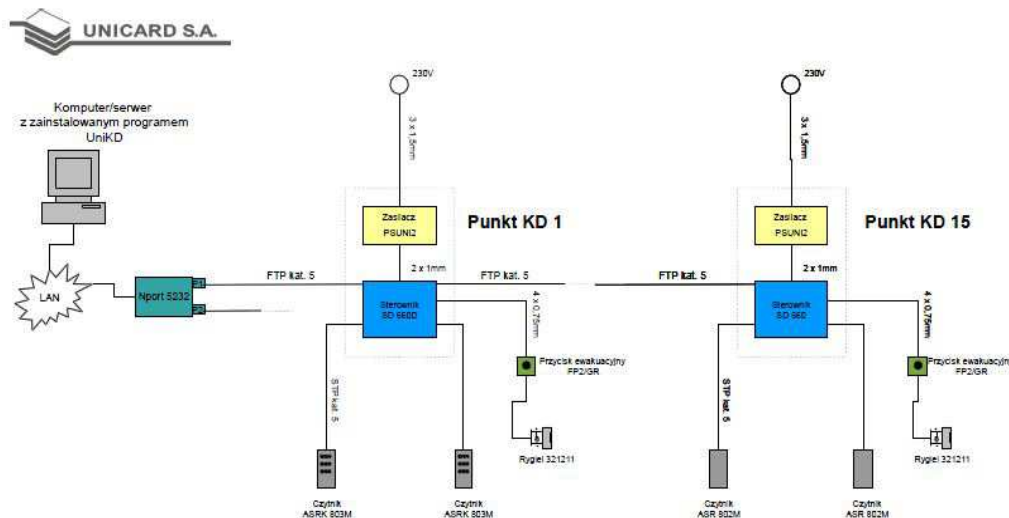 UNICARD S.A.
Komputer/serwer
z zainstalowanym programem
UniKD
LAN
Nport 5232
P1
P2
FTP kat. 5
230V
3 x 1,5mm
Zasilacz
PSUNI2
Punkt KD 1
2 x 1mm
FTP kat. 5
Sterownik
SD 660D
4 x 0,75mm
Przycisk ewakuacyjny
FP2/GR
STP kat. 5
Rygiel 321211
Czytnik
ASRK 803M
Czytnik
ASRK 803M
230V
3 x 1,5mm
Zasilacz
PSUNI2
Punkt KD 15
FTP kat. 5
2 x 1mm
Sterownik
SD 660
4 x 0,75mm
Przycisk ewakuacyjny
FP2/GR
STP kat. 5
Rygiel 321211
Czytnik
ASR 802M
Czytnik
ASR 802M